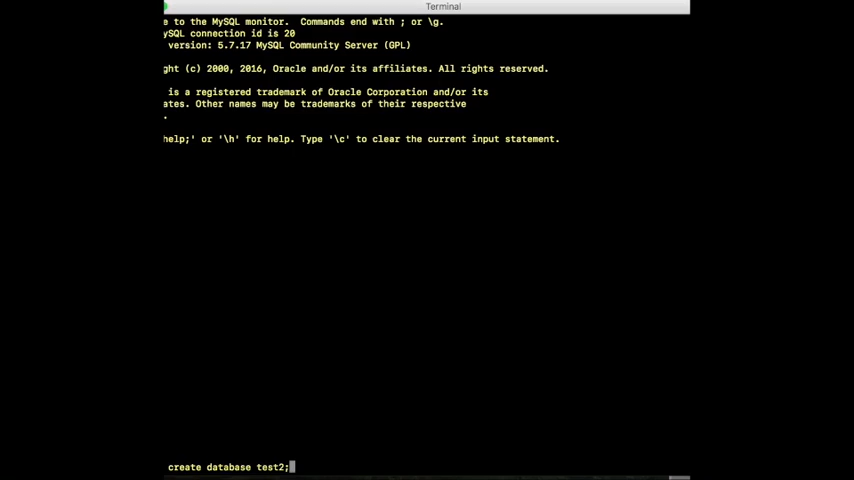 Terminal
e to the MySQL monitor.  Commands end with ; or \g.
ySQL connection id is 20
version: 5.7.17 MySQL Community Server (GPL)
ght (c) 2000, 2016, Oracle and/or its affiliates. All rights reserved.
is a registered trademark of Oracle Corporation and/or its
ates. Other names may be trademarks of their respective
.
help;' or '\h' for help. Type '\c' to clear the current input statement.
create database test2;